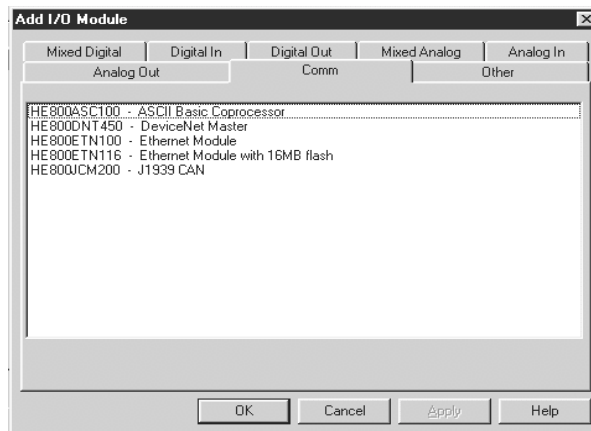 Add I/O Module
Mixed Digital Digital In Digital Out Mixed Analog Analog In
Analog Out Comm Other
HE800ASC100 - ASCII Basic Coprocessor
HE800DNT450 - DeviceNet Master
HE800ETN100 - Ethernet Module
HE800ETN116 - Ethernet Module with 16MB flash
HE800JCM200 - J1939 CAN
OK Cancel Apply Help